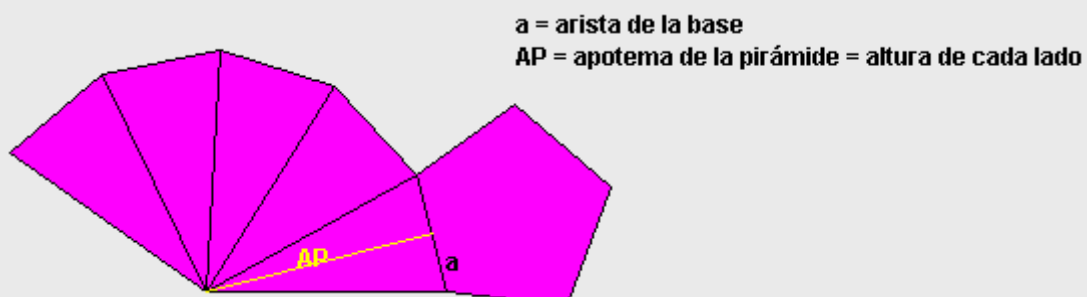 a = arista de la base
AP = apotema de la pirámide = altura de cada lado
AP
a